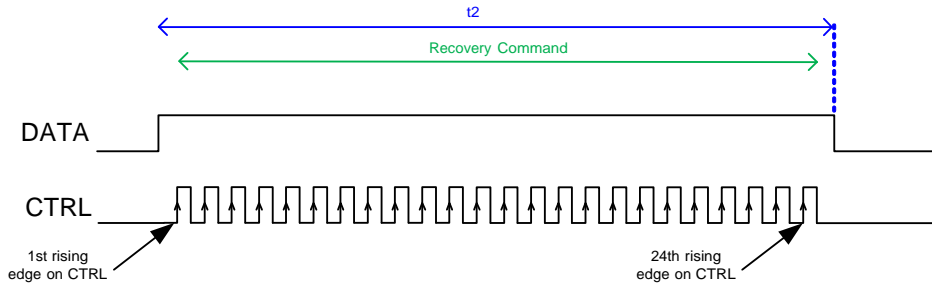 t2
Recovery Command
DATA
CTRL
1st rising
edge on CTRL
24th rising
edge on CTRL